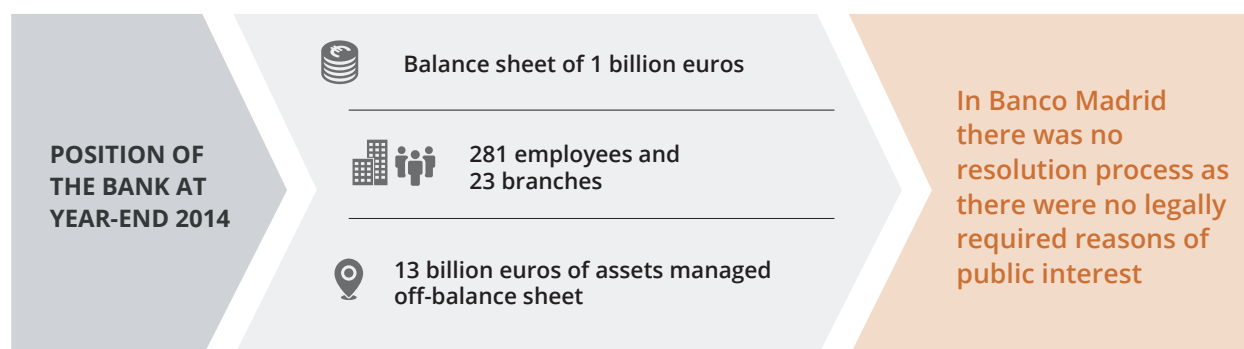 POSITION OF
THE BANK AT
YEAR-END 2014
Balance sheet of 1 billion euros
281 employees and
23 branches
13 billion euros of assets managed
off-balance sheet
In Banco Madrid
there was no
resolution process as
there were no legally
required reasons of
public interest